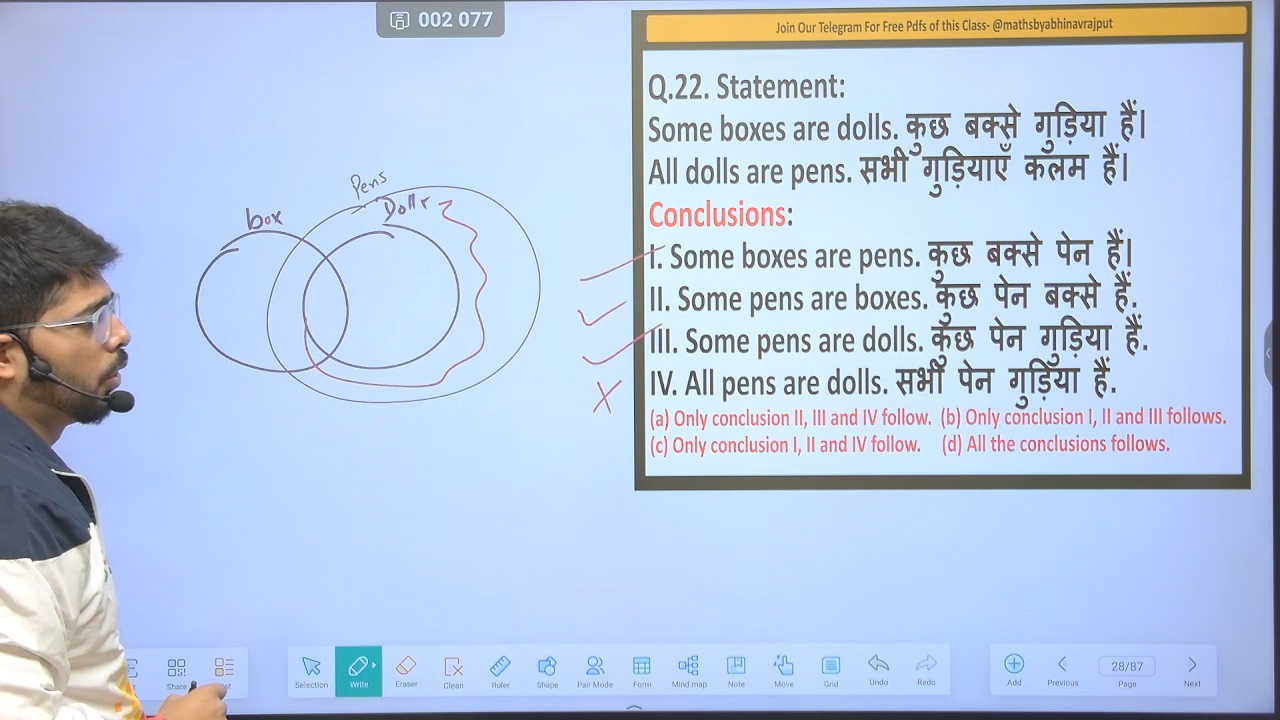 002 077
Join Our Telegram For Free Pdfs of this Class- @mathsbyabhinavrajput
Q.22. Statement:
Some boxes are dolls. कुछ बक्से गुड़िया हैं।
All dolls are pens. सभी गुड़ियाएँ कलम हैं।
Conclusions:
I. Some boxes are pens. कुछ बक्से पेन हैं।
II. Some pens are boxes. कुछ पेन बक्से हैं.
III. Some pens are dolls. कुछ पेन गुड़िया हैं.
IV. All pens are dolls. सभी पेन गुड़िया हैं.
(a) Only conclusion II, III and IV follow. (b) Only conclusion I, II and III follows.
(c) Only conclusion I, II and IV follow. (d) All the conclusions follows.
Pens
box
Dolls
Share
Selection Write Eraser Clean Ruler Shape Pair Mode Form Mind map Note Move Grid Undo Redo
Add Previous 28/87 Page Next